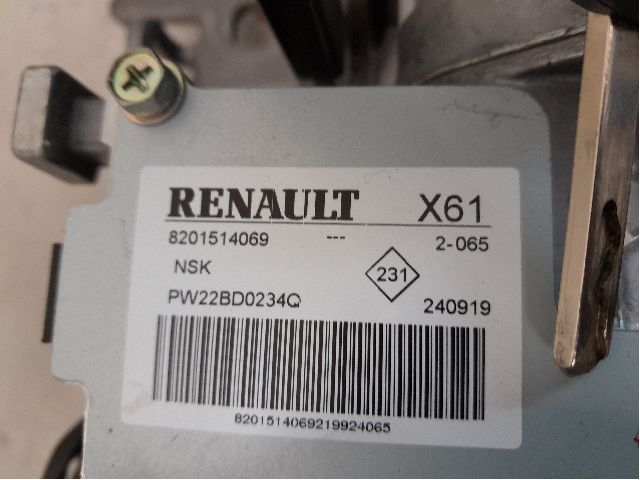 RENAULT X61
8201514069 --- 2-065
NSK 231
PW22BD0234Q 240919
8201514069219924065